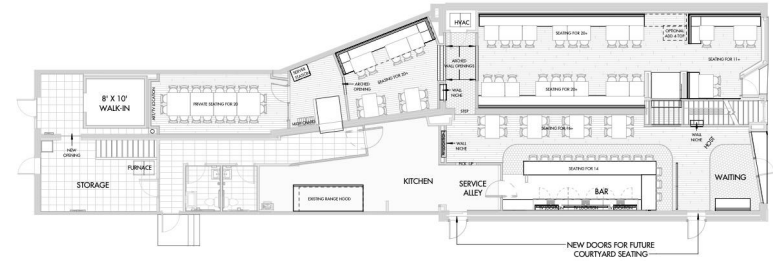 HVAC
SEATING FOR 20+
OPTIONAL
ADD 4-TOP
SEATING FOR 11+
ARCHED
WALL OPENINGS
SEATING FOR 20+
ARCHED
OPENING
8' X 10'
WALK-IN
PRIVATE SEATING FOR 20
WALL
NICHE
SEATING FOR 20+
STEP
WALL
NICHE
WALL
NICHE
HOST
NEW
OPENING
FURNACE
PICK UP
STORAGE
EXISTING RANGE HOOD
KITCHEN
SERVICE
ALLEY
SEATING FOR 14
BAR
WAITING
NEW DOORS FOR FUTURE
COURTYARD SEATING